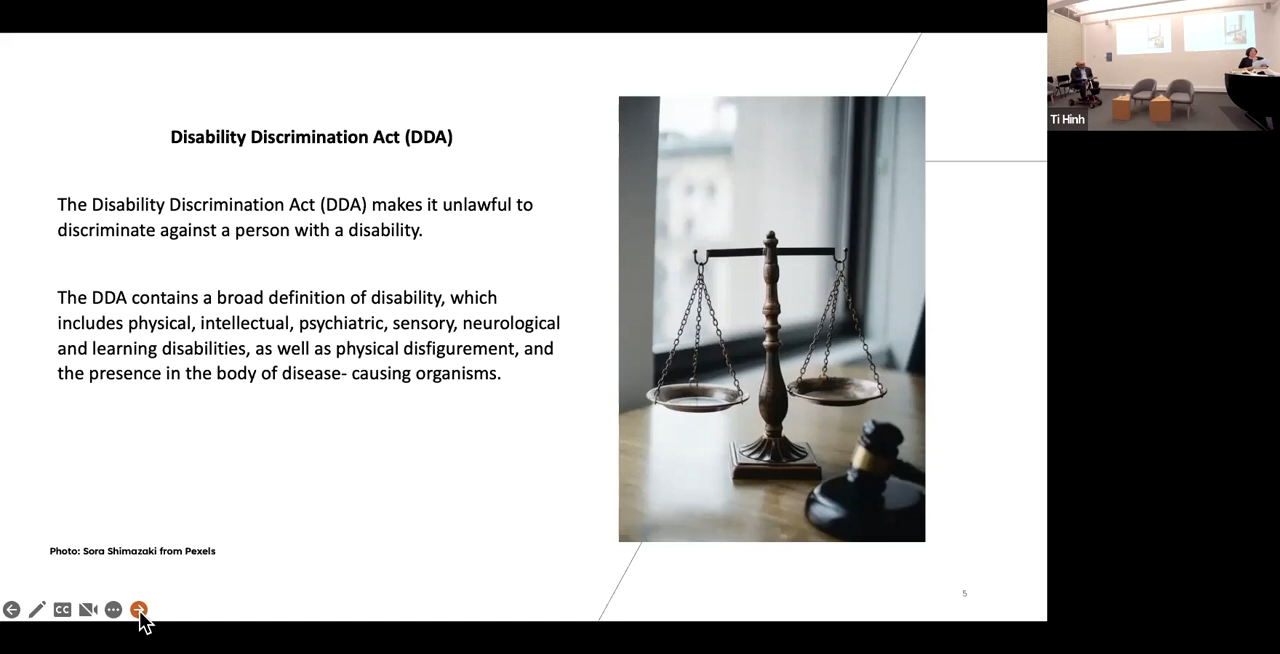 Disability Discrimination Act (DDA)
The Disability Discrimination Act (DDA) makes it unlawful to
discriminate against a person with a disability.
The DDA contains a broad definition of disability, which
includes physical, intellectual, psychiatric, sensory, neurological
and learning disabilities, as well as physical disfigurement, and
the presence in the body of disease- causing organisms.
Photo: Sora Shimazaki from Pexels
CC
5
Ti Hinh